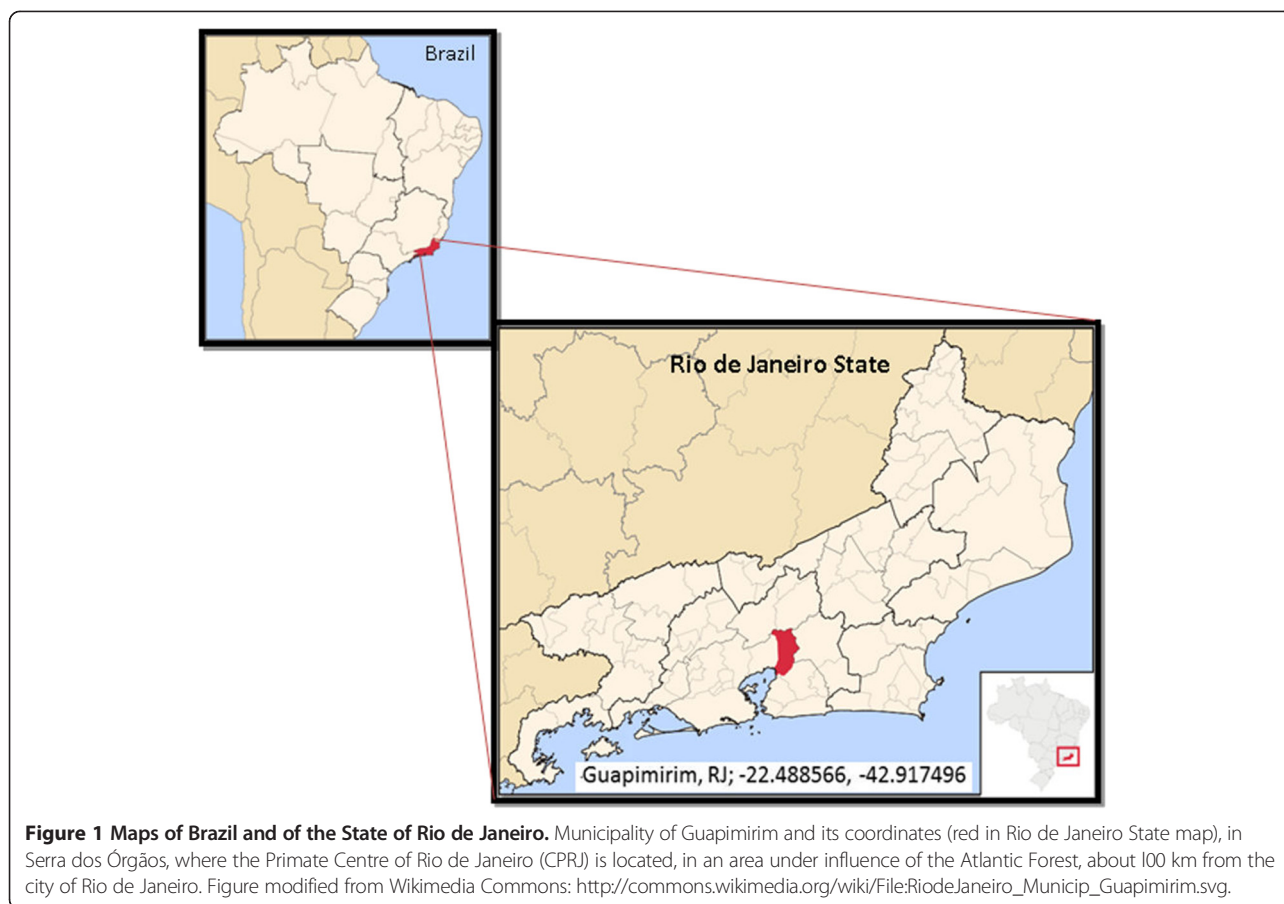 Brazil
Rio de Janeiro State
Guapimirim, RJ; -22.488566, -42.917496
Figure 1 Maps of Brazil and of the State of Rio de Janeiro. Municipality of Guapimirim and its coordinates (red in Rio de Janeiro State map), in
Serra dos Órgãos, where the Primate Centre of Rio de Janeiro (CPRJ) is located, in an area under influence of the Atlantic Forest, about l00 km from the
city of Rio de Janeiro. Figure modified from Wikimedia Commons: http://commons.wikimedia.org/wiki/File:RiodeJaneiro_Municip_Guapimirim.svg.